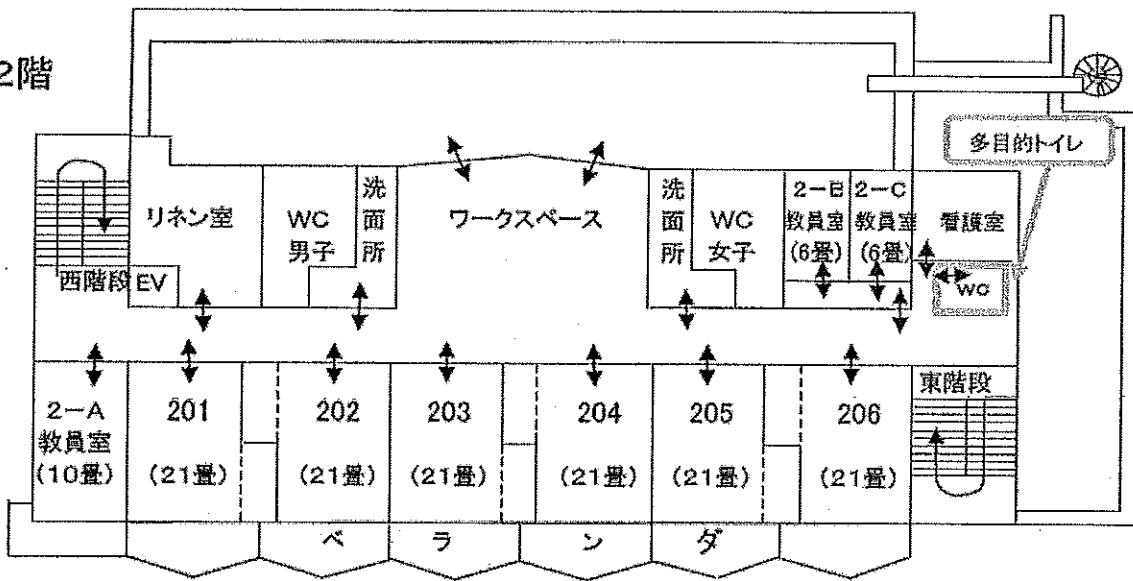 2階
多目的トイレ
リネン室
WC
男子
洗面所
ワークスペース
洗面所
WC
女子
2-B
教員室
(6畳)
2-C
教員室
(6畳)
看護室
WC
西階段
EV
東階段
2-A
教員室
(10畳)
201
(21畳)
202
(21畳)
203
(21畳)
204
(21畳)
205
(21畳)
206
(21畳)
ベランダ